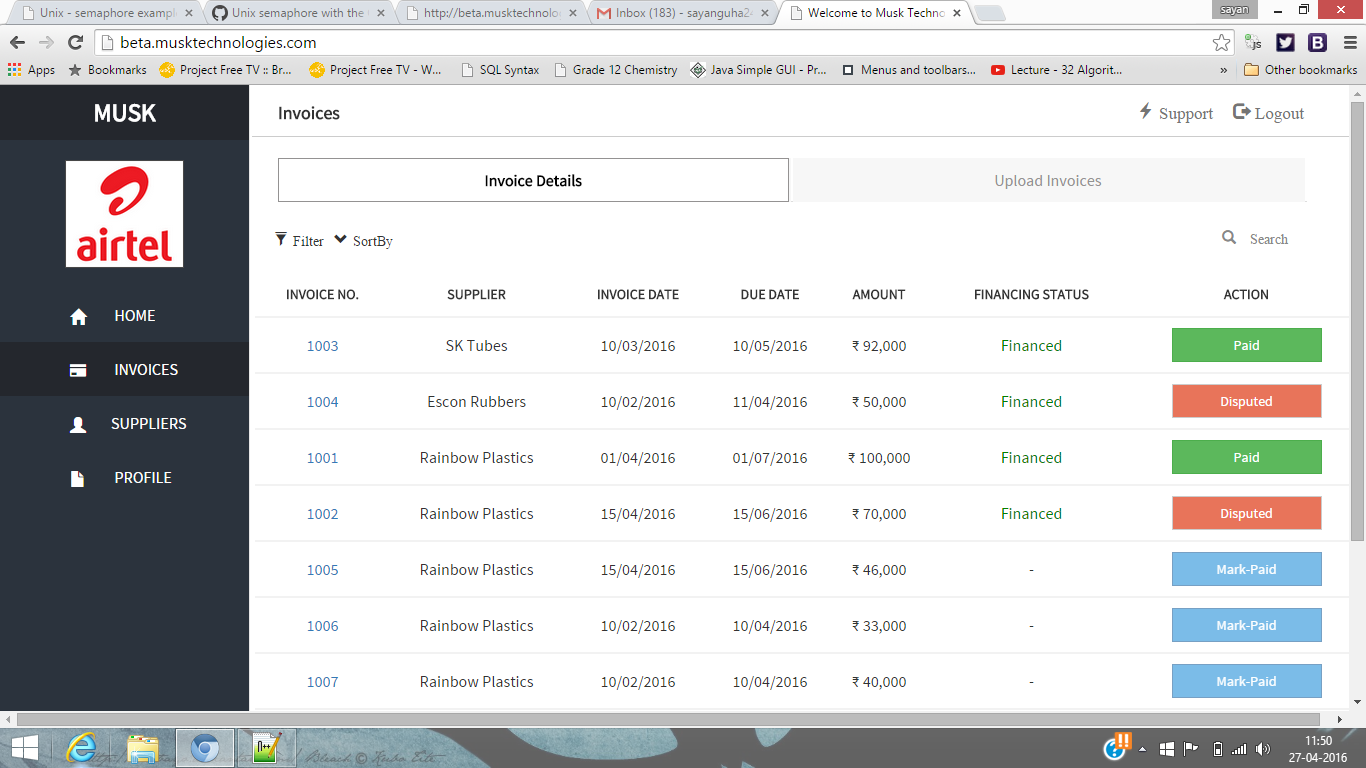 Unix - semaphore exampl
Unix semaphore with the
http://beta.musktechnolo
Inbox (183) - sayanguha2
Welcome to Musk Techno
sayan
beta.musktechnologies.com
Apps
Bookmarks
Project Free TV :: Br...
Project Free TV - W...
SQL Syntax
Grade 12 Chemistry
Java Simple GUI - Pr...
Menus and toolbars...
Lecture - 32 Algorit...
»
Other bookmarks
MUSK
airtel
HOME
INVOICES
SUPPLIERS
PROFILE
Invoices
Support
Logout
Invoice Details
Upload Invoices
Filter
SortBy
Search
INVOICE NO. SUPPLIER INVOICE DATE DUE DATE AMOUNT FINANCING STATUS ACTION
1003 SK Tubes 10/03/2016 10/05/2016 ₹ 92,000 Financed Paid
1004 Escon Rubbers 10/02/2016 11/04/2016 ₹ 50,000 Financed Disputed
1001 Rainbow Plastics 01/04/2016 01/07/2016 ₹ 100,000 Financed Paid
1002 Rainbow Plastics 15/04/2016 15/06/2016 ₹ 70,000 Financed Disputed
1005 Rainbow Plastics 15/04/2016 15/06/2016 ₹ 46,000 - Mark-Paid
1006 Rainbow Plastics 10/02/2016 10/04/2016 ₹ 33,000 - Mark-Paid
1007 Rainbow Plastics 10/02/2016 10/04/2016 ₹ 40,000 - Mark-Paid
11:50
27-04-2016